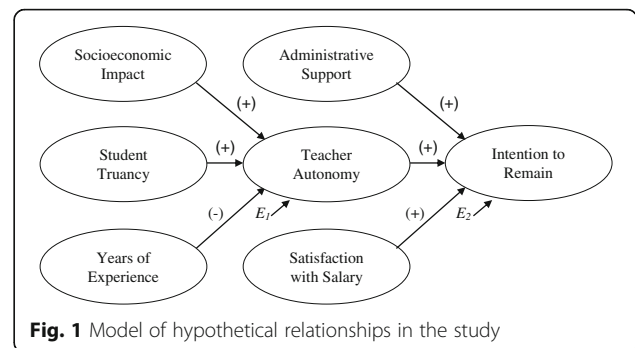 Socioeconomic
Impact
Administrative
Support
(+)
(+)
Student
Truancy
(+)
Teacher
Autonomy
(+)
Intention to
Remain
(-)
E1
(+)
E2
Years of
Experience
Satisfaction
with Salary
Fig. 1 Model of hypothetical relationships in the study